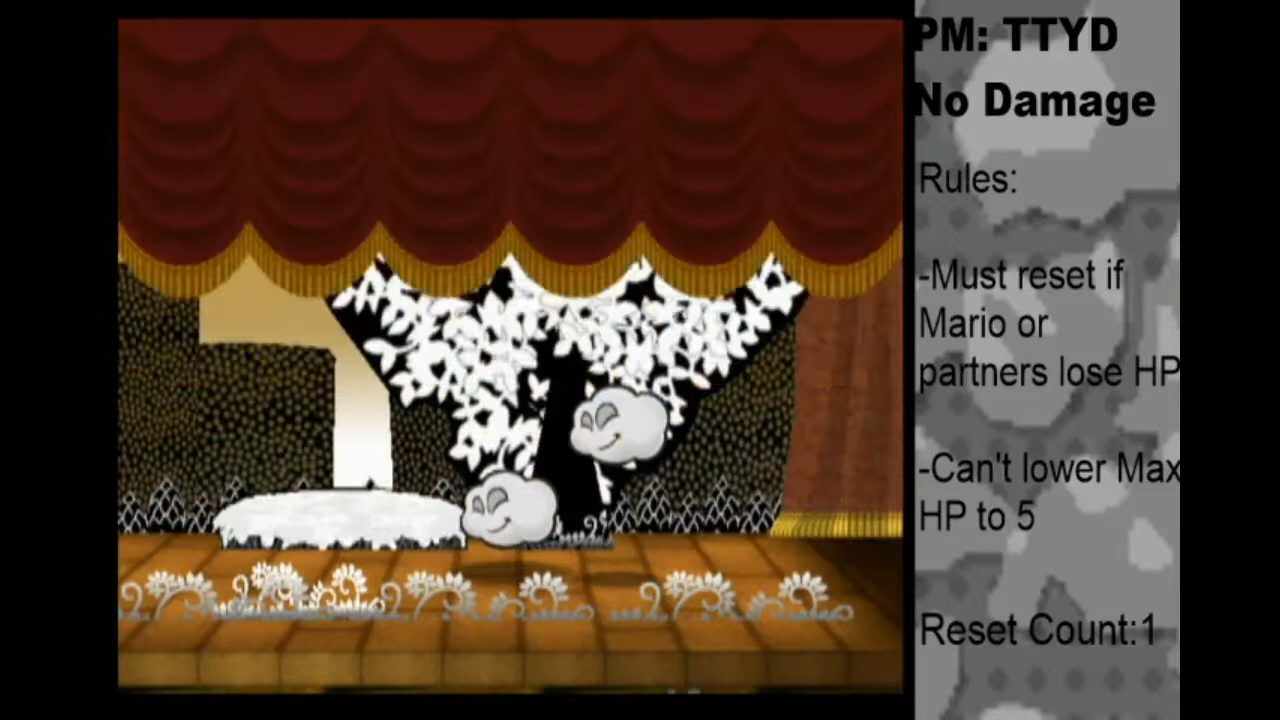 PM: TTYD
No Damage
Rules:
-Must reset if
Mario or
partners lose HP
-Can't lower Max
HP to 5
Reset Count:1